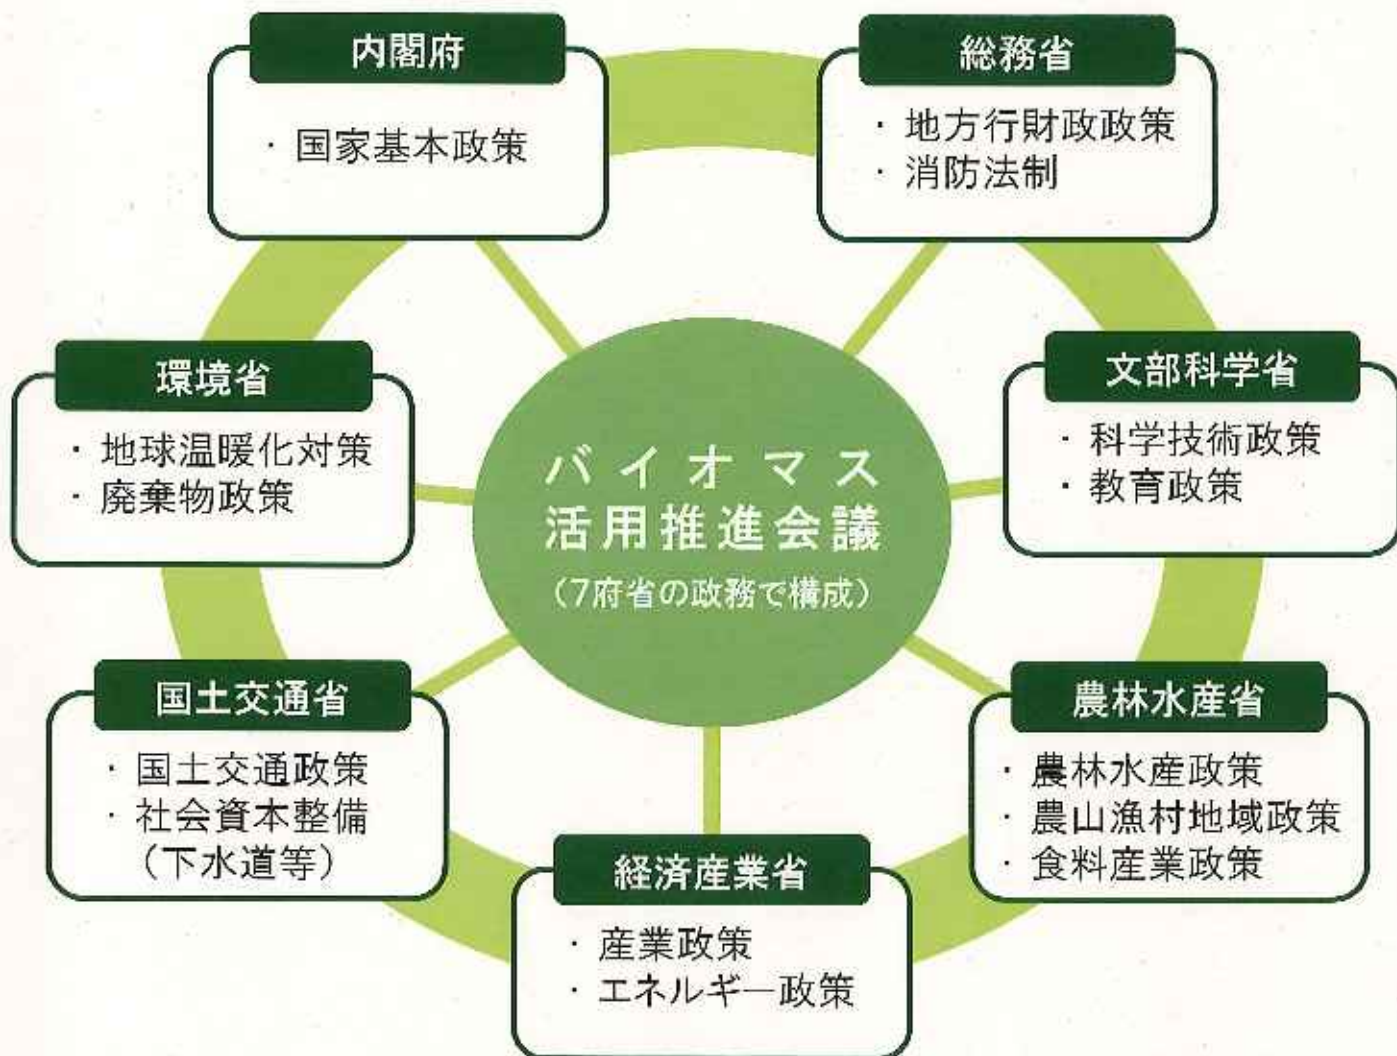 内閣府
・国家基本政策
総務省
・地方行財政政策
・消防法制
環境省
・地球温暖化対策
・廃棄物政策
バイオマス
活用推進会議
（7府省の政務で構成）
文部科学省
・科学技術政策
・教育政策
国土交通省
・国土交通政策
・社会資本整備
（下水道等）
経済産業省
・産業政策
・エネルギー政策
農林水産省
・農林水産政策
・農山漁村地域政策
・食料産業政策